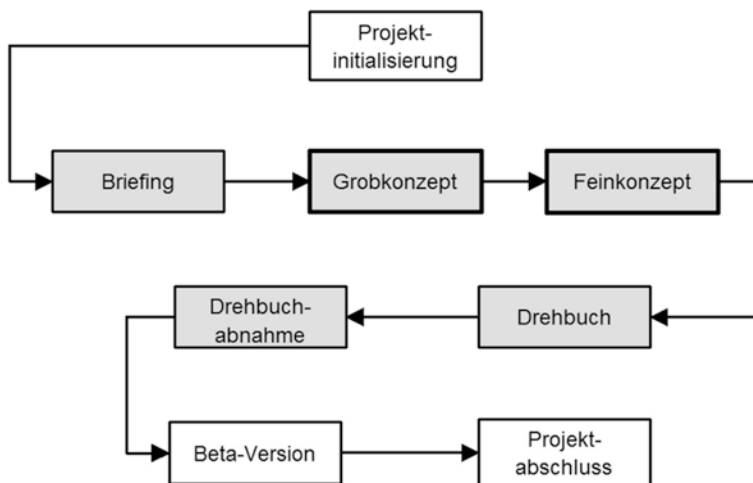 Projekt-
initialisierung
Briefing
Grobkonzept
Feinkonzept
Drehbuch-
abnahme
Drehbuch
Beta-Version
Projekt-
abschluss